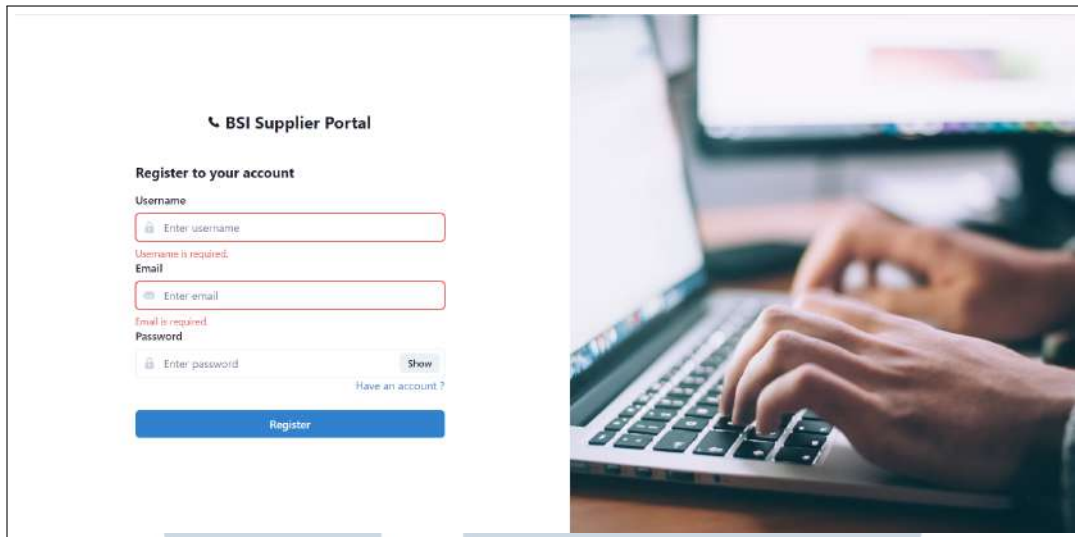 BSI Supplier Portal
Register to your account
Username
Enter username
Username is required.
Email
Enter email
Email is required.
Password
Enter password Show
Have an account ?
Register